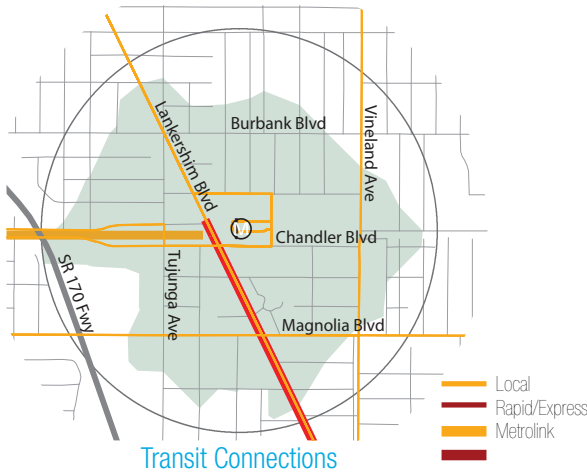 Burbank Blvd
Lankershim Blvd
Vineland Ave
M
Chandler Blvd
SR 170 Fwy
Tujunga Ave
Magnolia Blvd
Local
Rapid/Express
Metrolink
Transit Connections